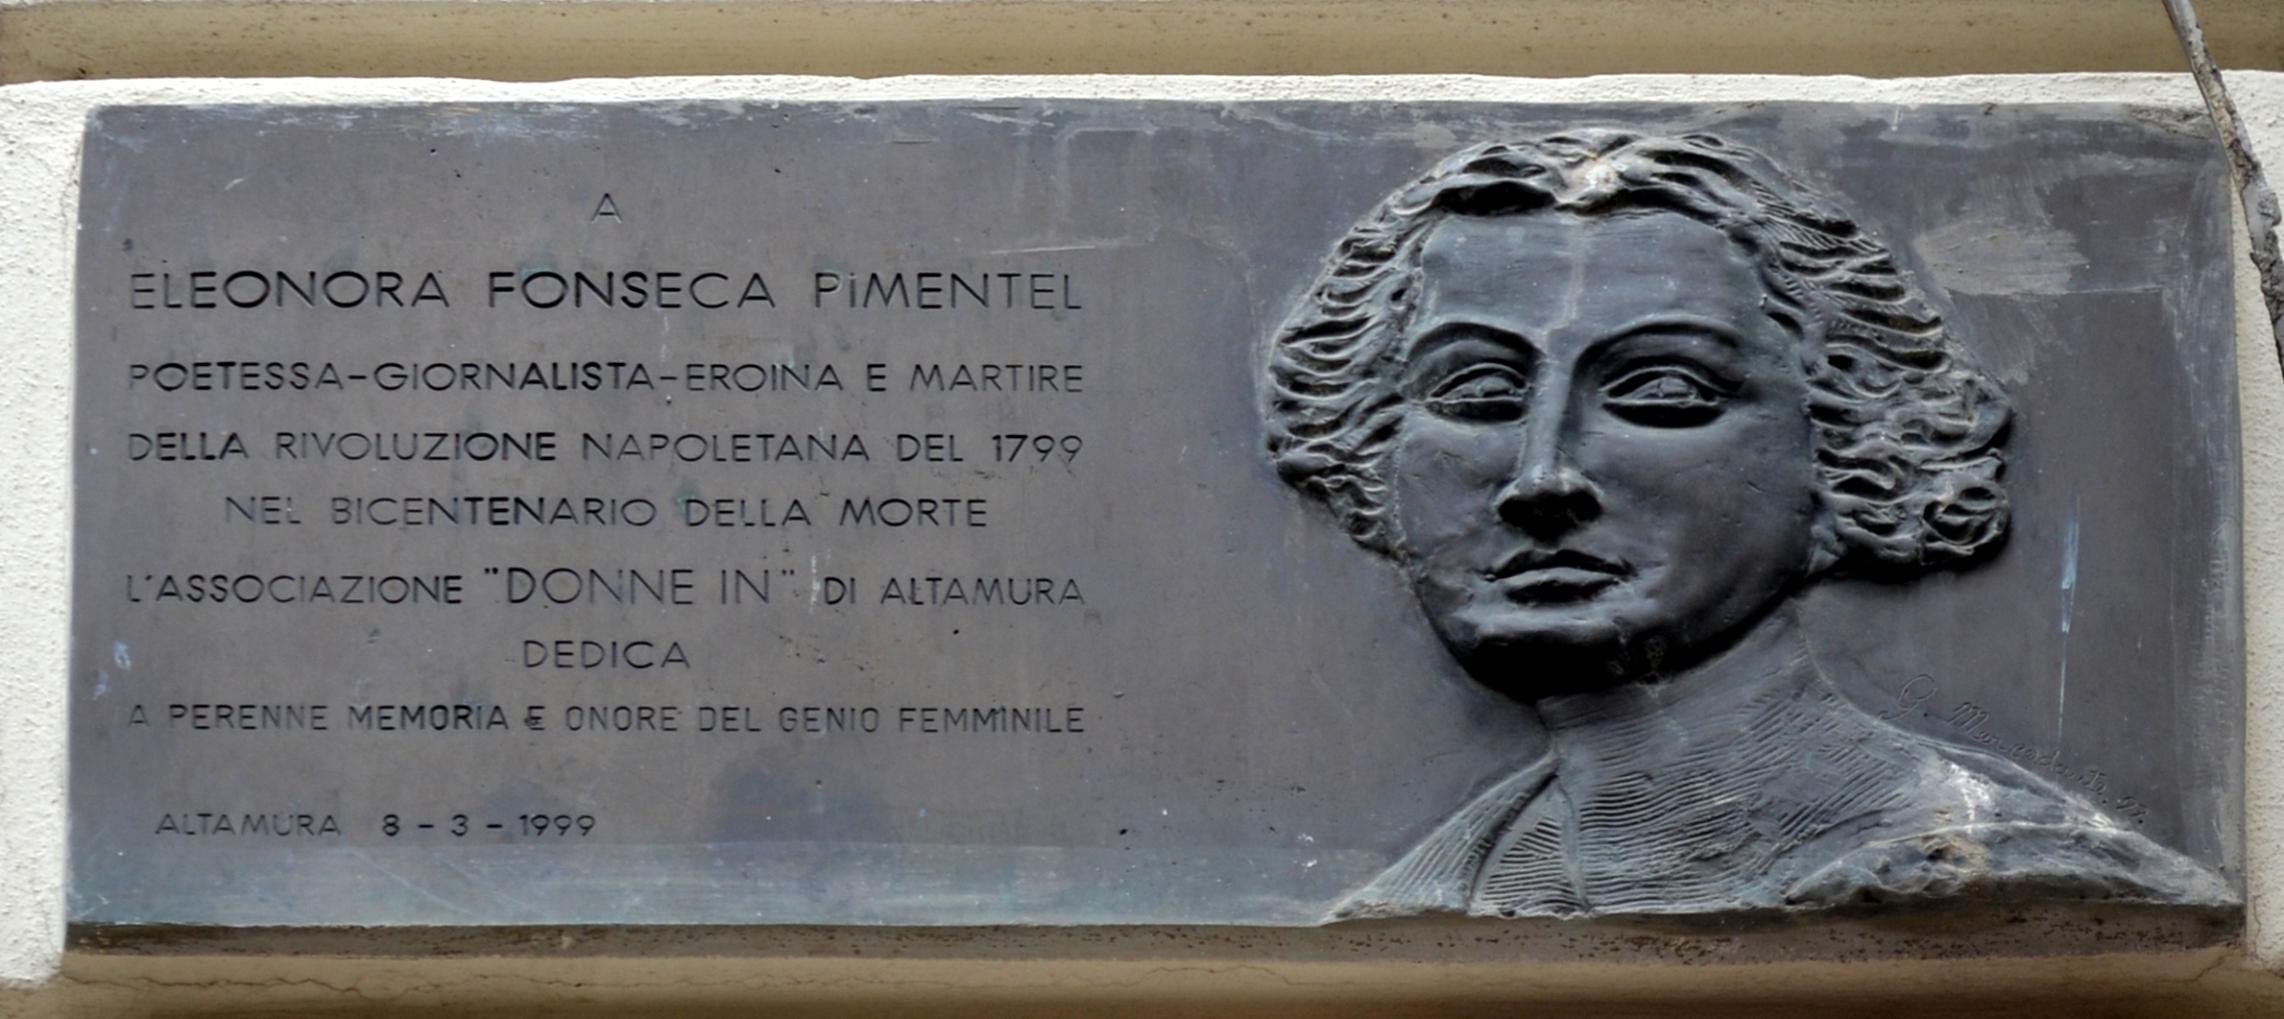 A
ELEONORA FONSECA PIMENTEL
POETESSA-GIORNALISTA-EROINA E MARTIRE
DELLA RIVOLUZIONE NAPOLETANA DEL 1799
NEL BICENTENARIO DELLA MORTE
L'ASSOCIAZIONE "DONNE IN" DI ALTAMURA
DEDICA
A PERENNE MEMORIA E ONORE DEL GENIO FEMMINILE
ALTAMURA 8-3-1999
G.